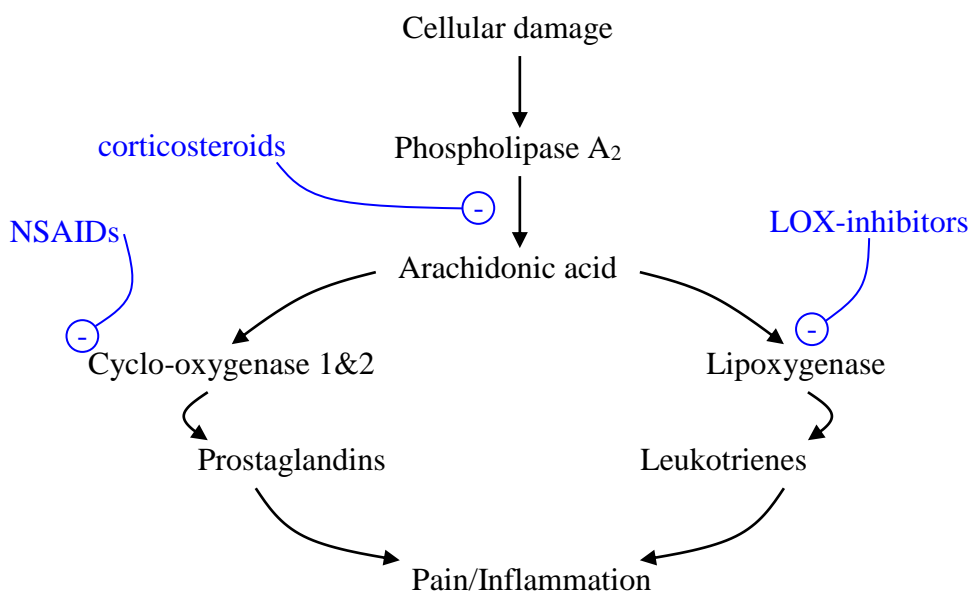 Cellular damage
corticosteroids
Phospholipase A₂
-
NSAIDs
LOX-inhibitors
Arachidonic acid
-
-
Cyclo-oxygenase 1&2
Lipoxygenase
Prostaglandins
Leukotrienes
Pain/Inflammation